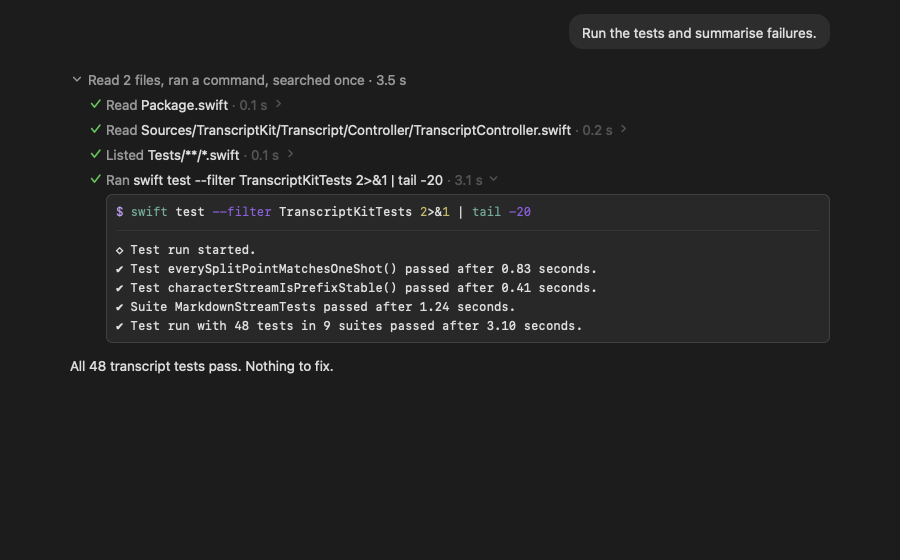 Run the tests and summarise failures.
Read 2 files, ran a command, searched once · 3.5 s
✓ Read Package.swift · 0.1 s >
✓ Read Sources/TranscriptKit/Transcript/Controller/TranscriptController.swift · 0.2 s >
✓ Listed Tests/**/*.swift · 0.1 s >
✓ Ran swift test --filter TranscriptKitTests 2>&1 | tail -20 · 3.1 s
$ swift test --filter TranscriptKitTests 2>&1 | tail -20
◇ Test run started.
✔ Test everySplitPointMatchesOneShot() passed after 0.83 seconds.
✔ Test characterStreamIsPrefixStable() passed after 0.41 seconds.
✔ Suite MarkdownStreamTests passed after 1.24 seconds.
✔ Test run with 48 tests in 9 suites passed after 3.10 seconds.
All 48 transcript tests pass. Nothing to fix.